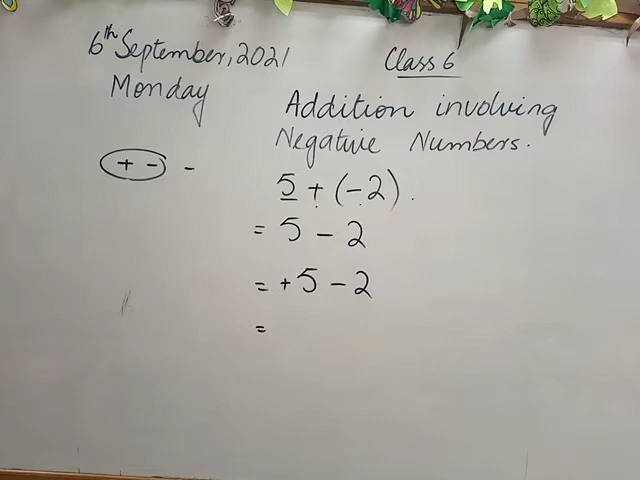 6th September, 2021
Monday
Class 6
Addition involving
Negative Numbers.
+ - -
5 + (-2).
= 5 - 2
= +5 - 2
=